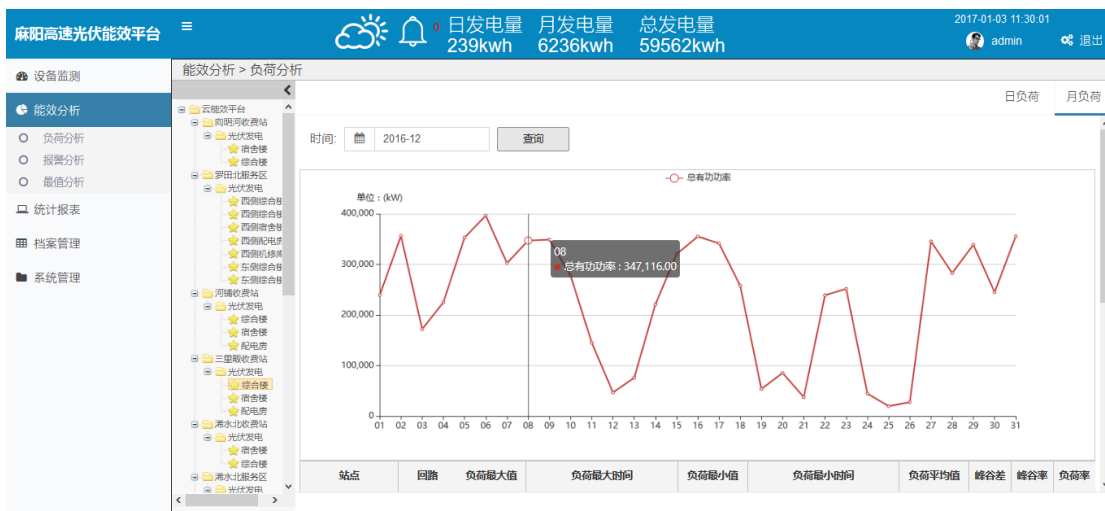 麻阳高速光伏能效平台
0
日发电量 月发电量 总发电量
239kwh 6236kwh 59562kwh
2017-01-03 11:30:01
admin 退出
设备监测
能效分析
负荷分析
报警分析
最值分析
统计报表
档案管理
系统管理
能效分析 > 负荷分析
云能效平台
向明河收费站
光伏发电
宿舍楼
综合楼
罗田北服务区
光伏发电
西侧综合楼
西侧综合楼
西侧宿舍楼
西侧配电房
西侧机修库
东侧综合楼
东侧综合楼
河铺收费站
光伏发电
综合楼
宿舍楼
配电房
三里畈收费站
光伏发电
综合楼
宿舍楼
配电房
浠水北收费站
光伏发电
宿舍楼
综合楼
浠水北服务区
光伏发电
日负荷 月负荷
时间: 2016-12 查询
总有功功率
单位：(kW)
400,000
300,000
200,000
100,000
0
08
总有功功率 : 347,116.00
01 02 03 04 05 06 07 08 09 10 11 12 13 14 15 16 17 18 19 20 21 22 23 24 25 26 27 28 29 30 31
站点 回路 负荷最大值 负荷最大时间 负荷最小值 负荷最小时间 负荷平均值 峰谷差 峰谷率 负荷率